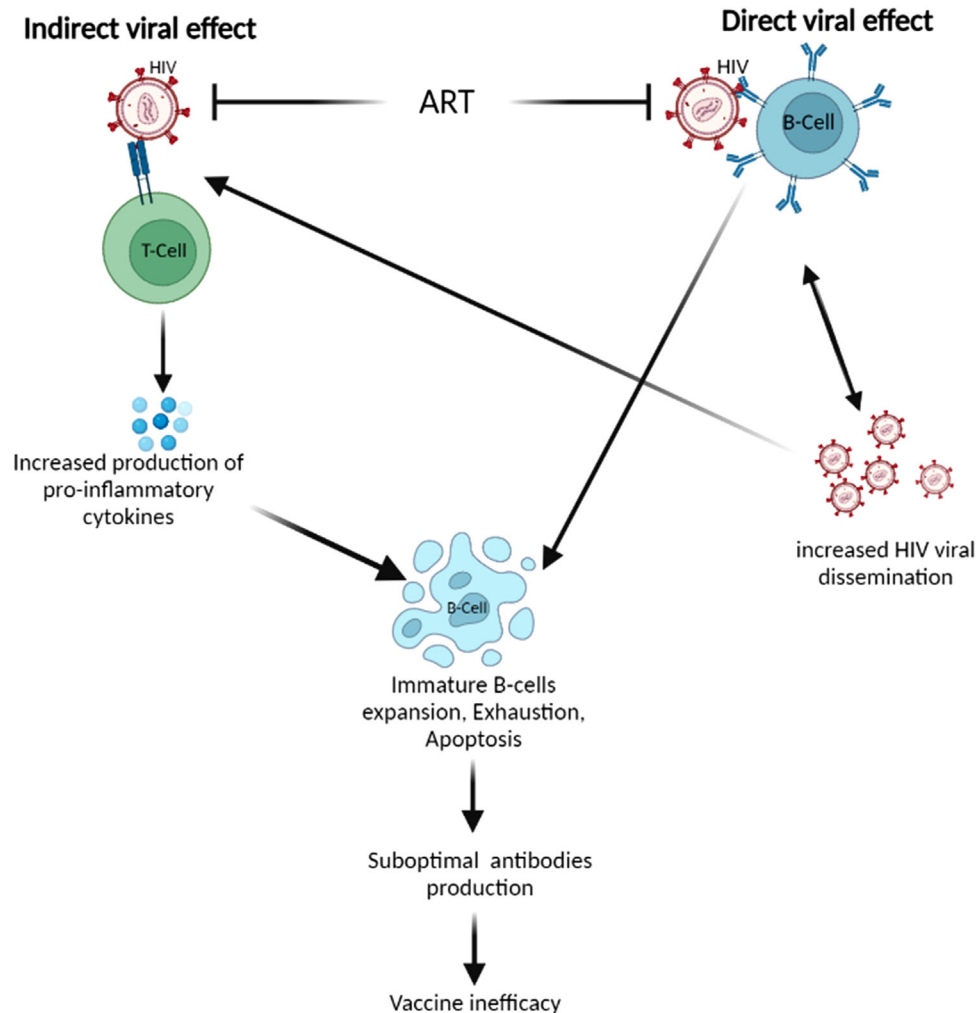 Indirect viral effect
Direct viral effect
HIV
ART
HIV
B-Cell
T-Cell
Increased production of
pro-inflammatory
cytokines
increased HIV viral
dissemination
B-Cell
Immature B-cells
expansion, Exhaustion,
Apoptosis
Suboptimal antibodies
production
Vaccine inefficacy